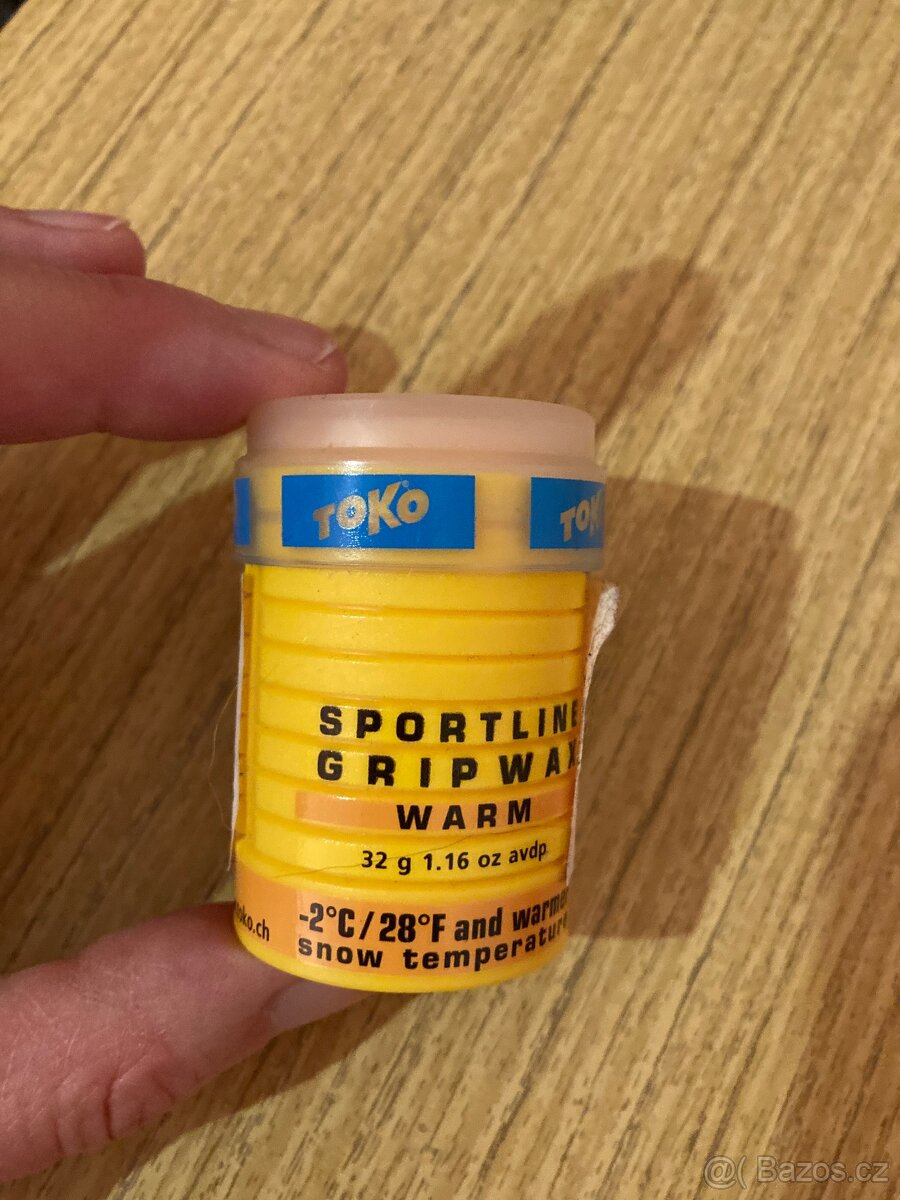 TOKO® TOK
SPORTLINE
GRIPWAX
WARM
32 g 1.16 oz avdp.
-2°C/28°F and warmer
oko.ch snow temperature
@( Bazos.cz